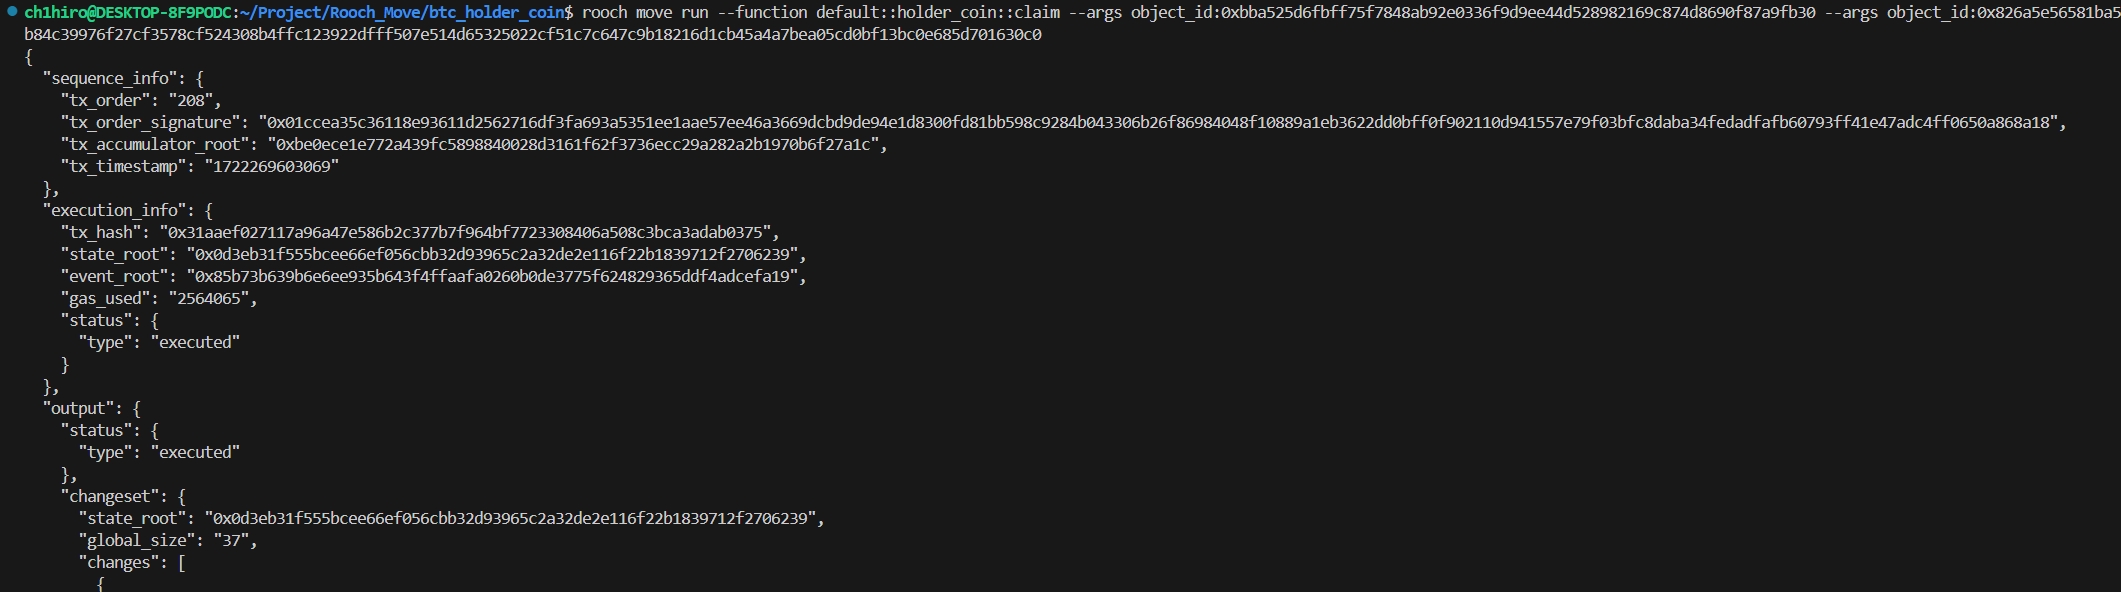 ch1hiro@DESKTOP-8F9PODC:~/Project/Rooch_Move/btc_holder_coin$ rooch move run --function default::holder_coin::claim --args object_id:0xbba525d6fbff75f7848ab92e0336f9d9ee44d528982169c874d8690f87a9fb30 --args object_id:0x826a5e56581ba5
b84c39976f27cf3578cf524308b4ffc123922dfff507e514d65325022cf51c7c647c9b18216d1cb45a4a7bea05cd0bf13bc0e685d701630c0
{
  "sequence_info": {
    "tx_order": "208",
    "tx_order_signature": "0x01ccea35c36118e93611d2562716df3fa693a5351ee1aae57ee46a3669dcbd9de94e1d8300fd81bb598c9284b043306b26f86984048f10889a1eb3622dd0bff0f902110d941557e79f03bfc8daba34fedadfafb60793ff41e47adc4ff0650a868a18",
    "tx_accumulator_root": "0xbe0ece1e772a439fc5898840028d3161f62f3736ecc29a282a2b1970b6f27a1c",
    "tx_timestamp": "1722269603069"
  },
  "execution_info": {
    "tx_hash": "0x31aaef027117a96a47e586b2c377b7f964bf7723308406a508c3bca3adab0375",
    "state_root": "0x0d3eb31f555bcee66ef056cbb32d93965c2a32de2e116f22b1839712f2706239",
    "event_root": "0x85b73b639b6e6ee935b643f4ffaafa0260b0de3775f624829365ddf4adcefa19",
    "gas_used": "2564065",
    "status": {
      "type": "executed"
    }
  },
  "output": {
    "status": {
      "type": "executed"
    },
    "changeset": {
      "state_root": "0x0d3eb31f555bcee66ef056cbb32d93965c2a32de2e116f22b1839712f2706239",
      "global_size": "37",
      "changes": [
        {